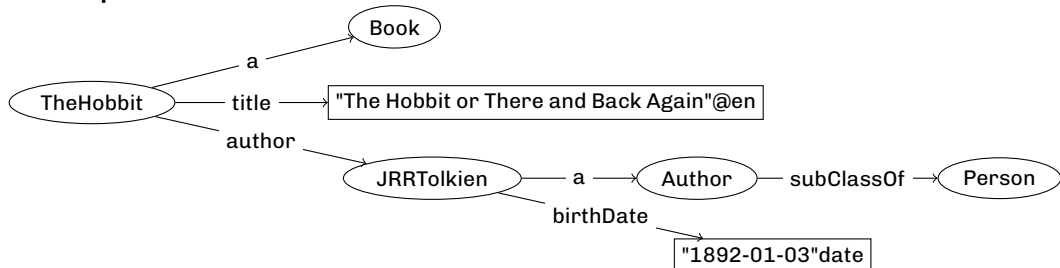 Book
a
TheHobbit
title
"The Hobbit or There and Back Again"@en
author
JRRTolkien
a
Author
subClassOf
Person
birthDate
"1892-01-03"date